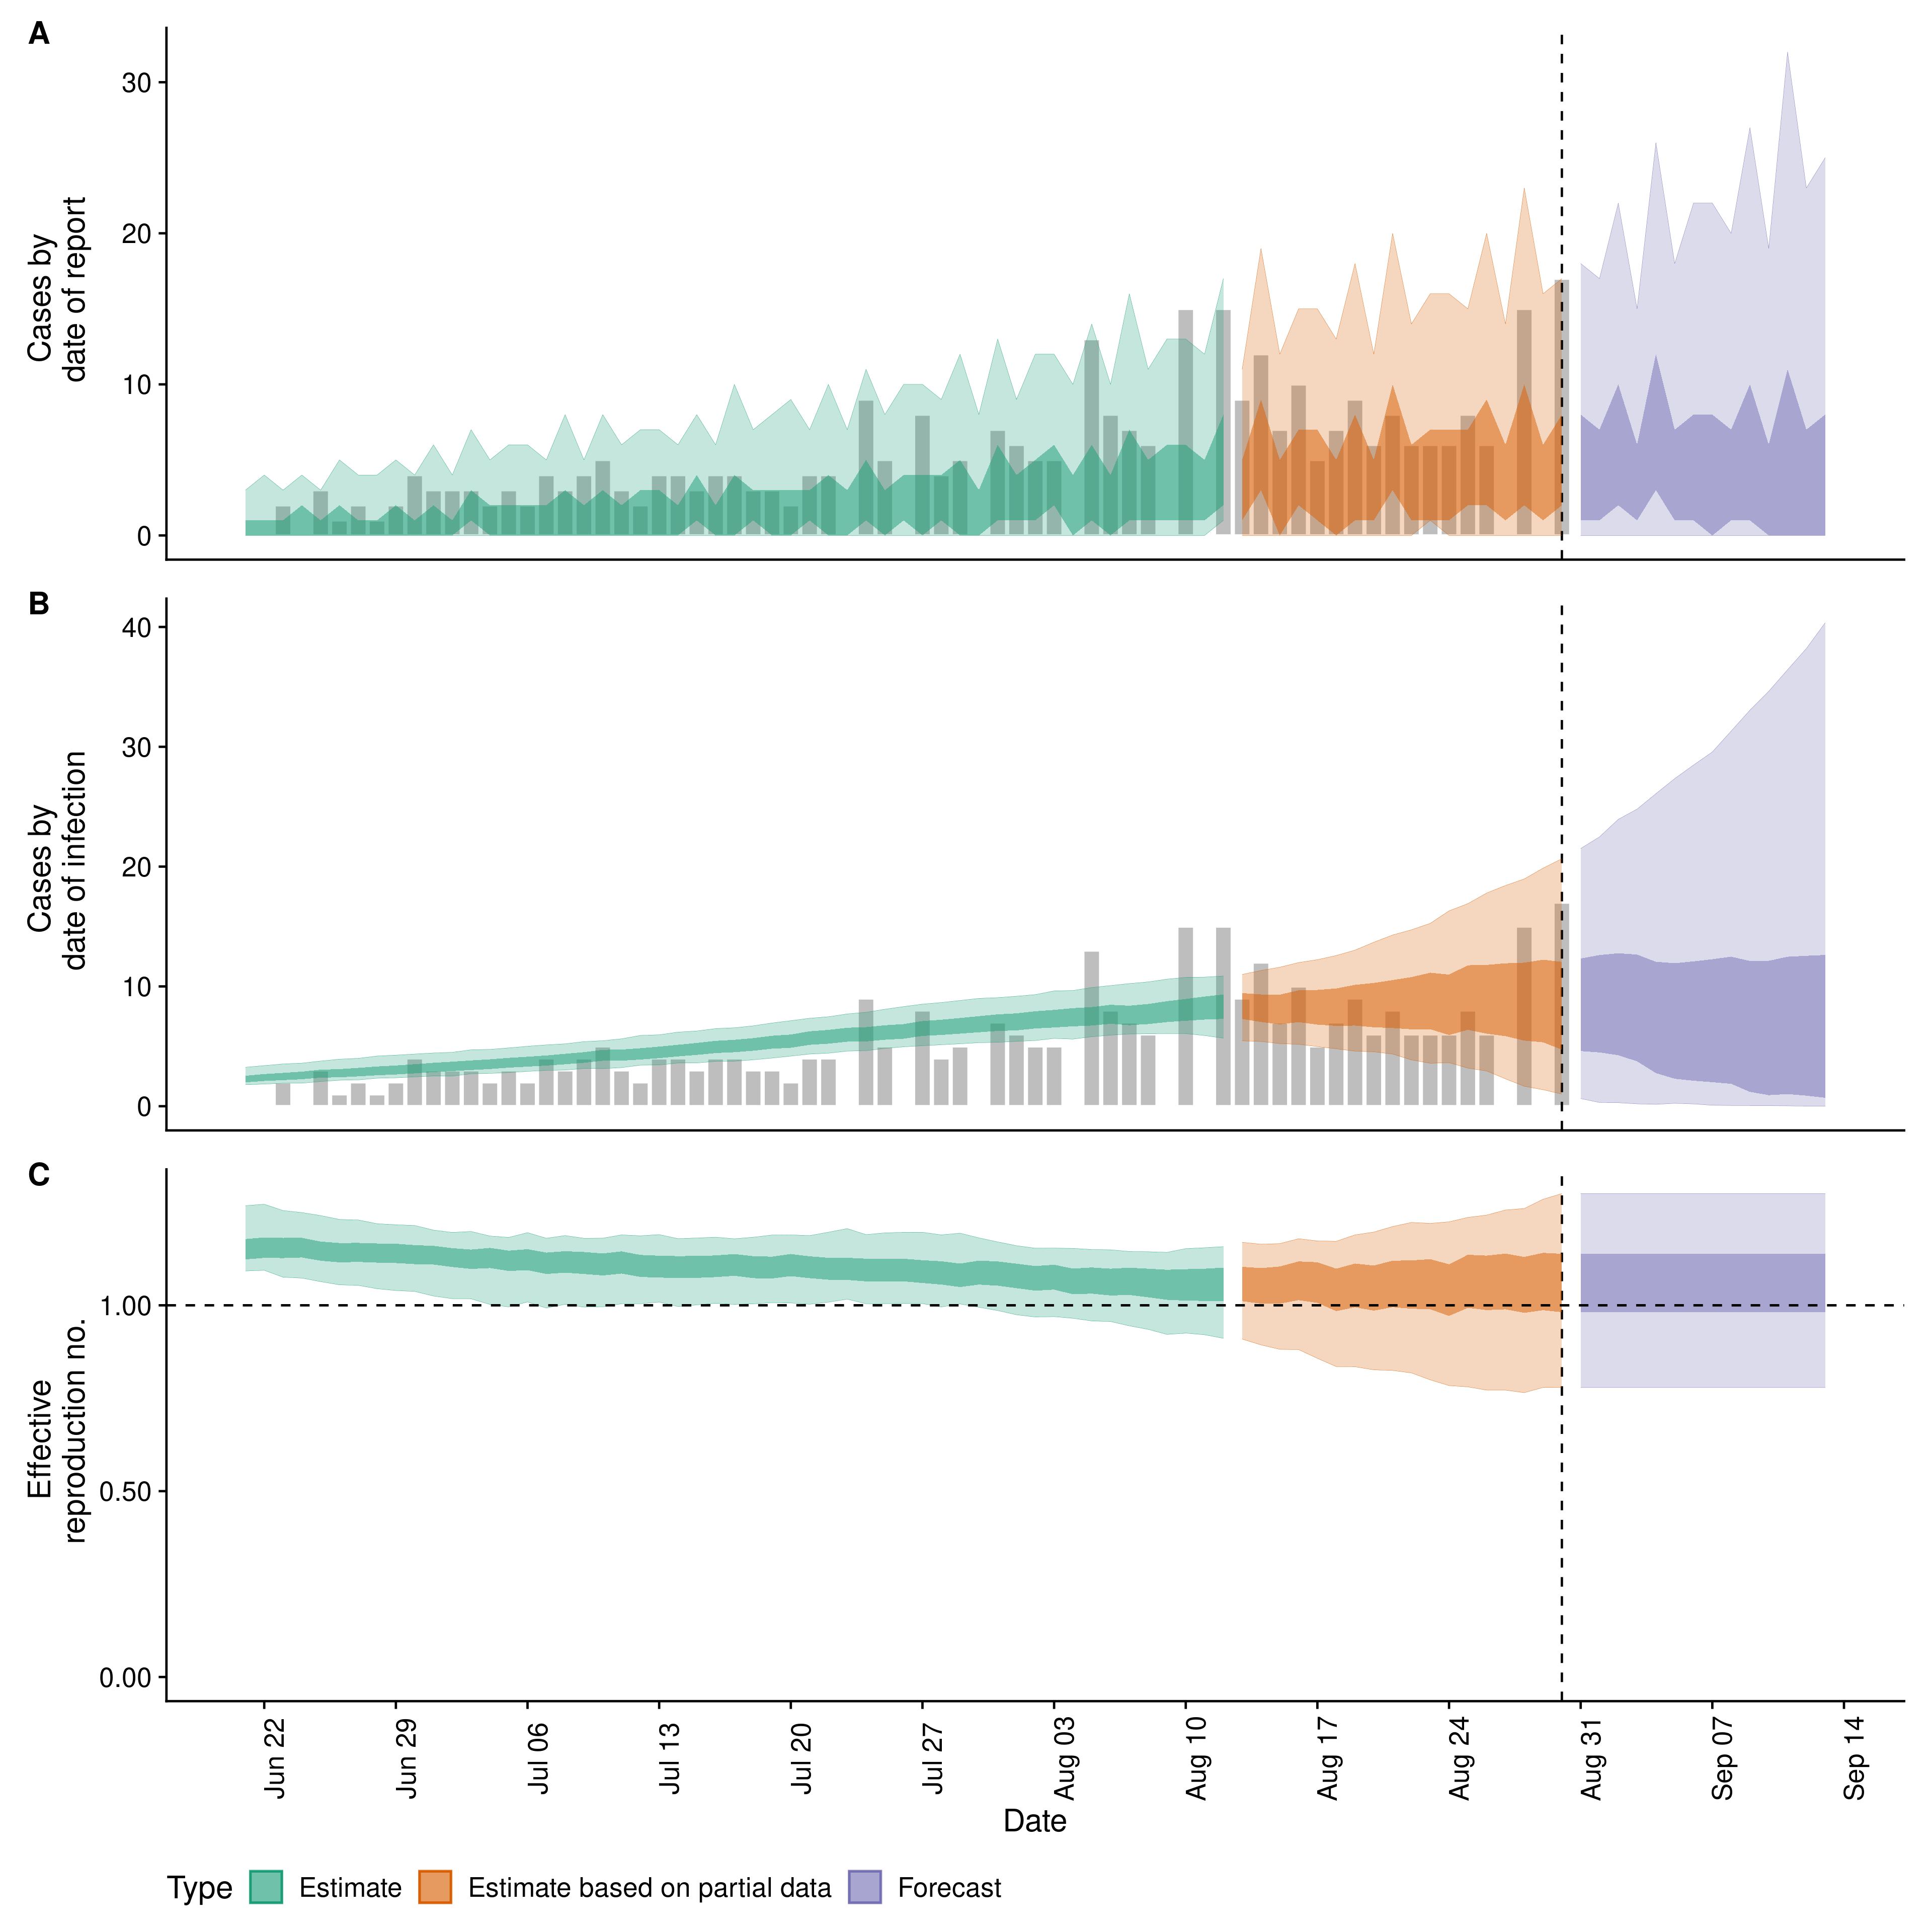 A
Cases by
date of report
30
20
10
0
B
Cases by
date of infection
40
30
20
10
0
C
Effective
reproduction no.
1.00
0.50
0.00
Jun 22
Jun 29
Jul 06
Jul 13
Jul 20
Jul 27
Aug 03
Aug 10
Aug 17
Aug 24
Aug 31
Sep 07
Sep 14
Date
Type Estimate Estimate based on partial data Forecast